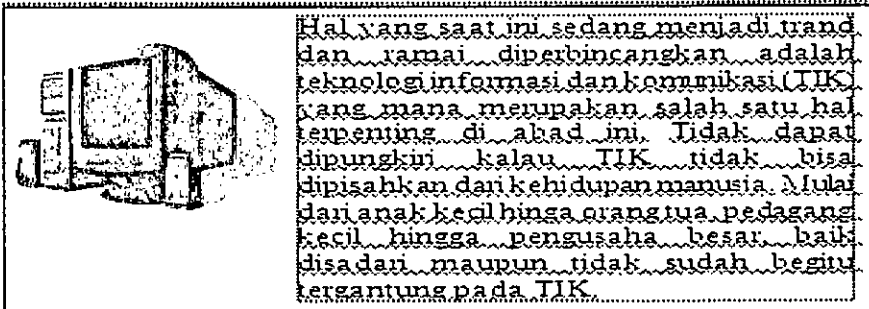 Hal yang saat ini sedang menjadi trand
dan ramai diperbincangkan adalah
teknologi informasi dan komunikasi (TIK)
yang mana merupakan salah satu hal
terpenting di abad ini. Tidak dapat
dipungkiri kalau TIK tidak bisa
dipisahkan dari kehidupan manusia. Mulai
dari anak kecil hinga orang tua, pedagang
kecil hingga pengusaha besar, baik
disadari maupun tidak sudah begitu
tergantung pada TIK.